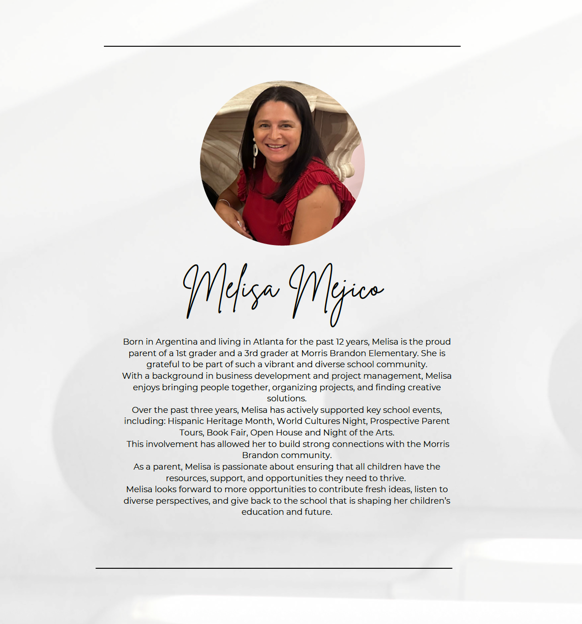 Melisa Mejico
Born in Argentina and living in Atlanta for the past 12 years, Melisa is the proud
parent of a 1st grader and a 3rd grader at Morris Brandon Elementary. She is
grateful to be part of such a vibrant and diverse school community.
With a background in business development and project management, Melisa
enjoys bringing people together, organizing projects, and finding creative
solutions.
Over the past three years, Melisa has actively supported key school events,
including: Hispanic Heritage Month, World Cultures Night, Prospective Parent
Tours, Book Fair, Open House and Night of the Arts.
This involvement has allowed her to build strong connections with the Morris
Brandon community.
As a parent, Melisa is passionate about ensuring that all children have the
resources, support, and opportunities they need to thrive.
Melisa looks forward to more opportunities to contribute fresh ideas, listen to
diverse perspectives, and give back to the school that is shaping her children's
education and future.